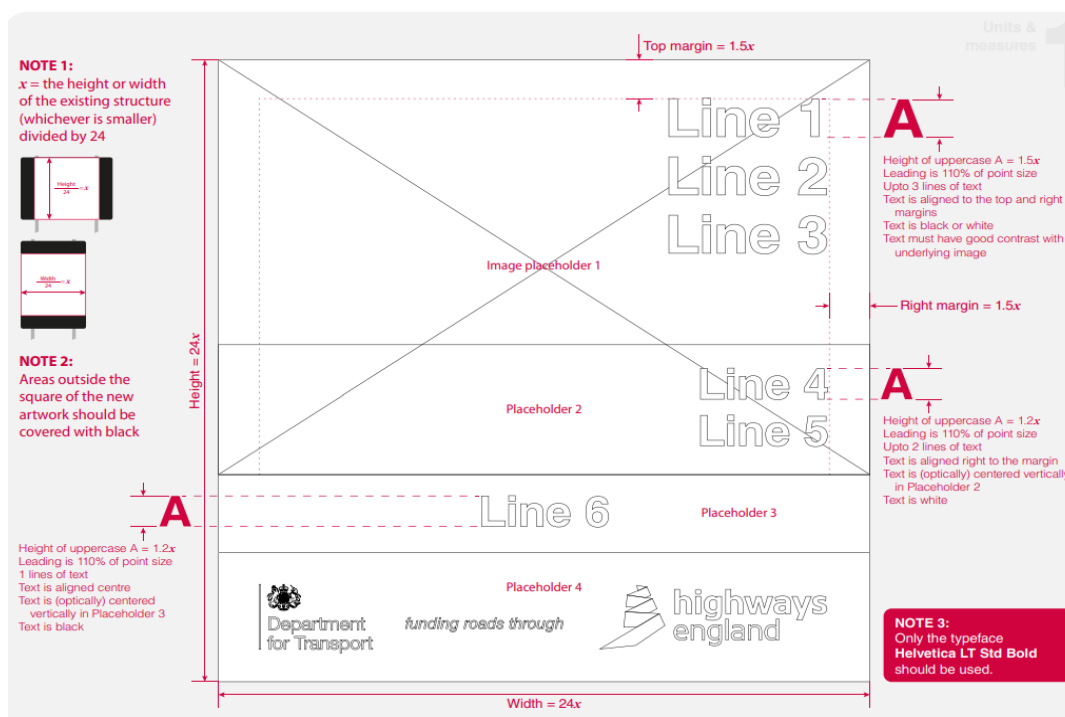 Units &
measures
Top margin = 1.5x
NOTE 1:
x = the height or width
of the existing structure
(whichever is smaller)
divided by 24
Height
24
= x
Width
24
= x
NOTE 2:
Areas outside the
square of the new
artwork should be
covered with black
Height = 24x
Line 1
Line 2
Line 3
Image placeholder 1
A
Height of uppercase A = 1.5x
Leading is 110% of point size
Upto 3 lines of text
Text is aligned to the top and right
margins
Text is black or white
Text must have good contrast with
underlying image
Right margin = 1.5x
Line 4
Line 5
Placeholder 2
A
Height of uppercase A = 1.2x
Leading is 110% of point size
Upto 2 lines of text
Text is aligned right to the margin
Text is (optically) centered vertically
in Placeholder 2
Text is white
A
Line 6
Placeholder 3
Height of uppercase A = 1.2x
Leading is 110% of point size
1 lines of text
Text is aligned centre
Text is (optically) centered
vertically in Placeholder 3
Text is black
Placeholder 4
Department
for Transport
funding roads through
highways
england
NOTE 3:
Only the typeface
Helvetica LT Std Bold
should be used.
Width = 24x